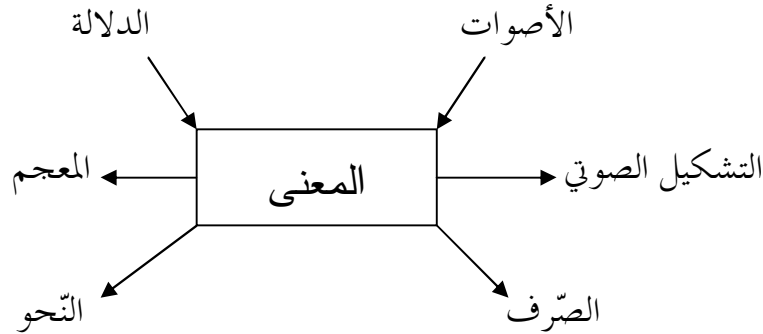 الأصوات
الدلالة
التشكيل الصوتي
المعنى
المعجم
الصّرف
النّحو